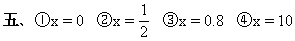 五、①x = 0 ②x = 1/2 ③x = 0.8 ④x = 10